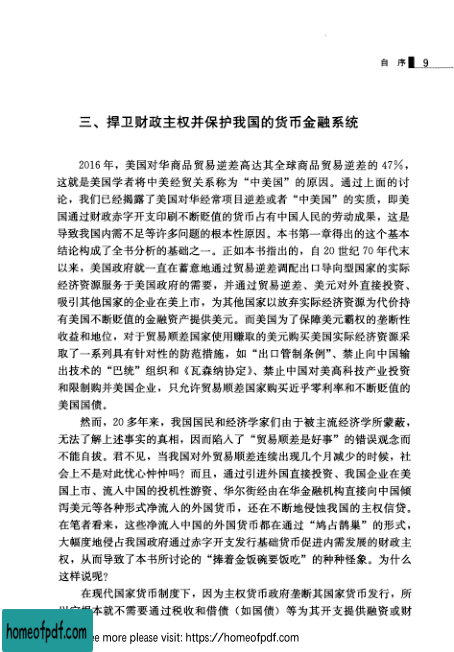 自 序 9
三、捍卫财政主权并保护我国的货币金融系统
2016年，美国对华商品贸易逆差高达其全球商品贸易逆差的47%，
这就是美国学者将中美经贸关系称为“中美国”的原因。通过上面的讨
论，我们已经揭露了美国对华经常项目逆差或者“中美国”的实质，即美
国通过财政赤字开支印刷不断贬值的货币占有中国人民的劳动成果，这是
导致我国内需不足等许多问题的根本性原因。本书第一章得出的这个基本
结论构成了全书分析的基础之一。正如本书指出的，自20世纪70年代末
以来，美国政府就一直在蓄意地通过贸易逆差调配出口导向型国家的实际
经济资源服务于美国政府的需要，并通过贸易逆差、美元对外直接投资、
吸引其他国家的企业在美上市，为其他国家以放弃实际经济资源为代价持
有美国不断贬值的金融资产提供美元。而美国为了保障美元霸权的垄断性
收益和地位，对于贸易顺差国家使用赚取的美元购买美国实际经济资源采
取了一系列具有针对性的防范措施，如“出口管制条例”、禁止向中国输
出技术的“巴统”组织和《瓦森纳协定》、禁止中国对美高科技产业投资
和限制购并美国企业，只允许贸易顺差国家购买近乎零利率和不断贬值的
美国国债。
然而，20多年来，我国国民和经济学家们由于被主流经济学所蒙蔽，
无法了解上述事实的真相，因而陷入了“贸易顺差是好事”的错误观念而
不能自拔。君不见，当我国对外贸易顺差连续出现几个月减少的时候，社
会上不是对此忧心忡忡吗？而且，通过引进外国直接投资、我国企业在美
国上市、流入中国的投机性游资、华尔街经由在华金融机构直接向中国倾
泻美元等各种形式净流入的外国货币，还在不断地侵蚀我国的主权信贷。
在笔者看来，这些净流入中国的外国货币都在通过“鸠占鹊巢”的形式，
大幅度地侵占我国政府通过赤字开支发行基础货币促进内需发展的财政主
权，从而导致了本书所讨论的“捧着金饭碗要饭吃”的种种怪象。为什么
这样说呢？
在现代国家货币制度下，因为主权货币政府垄断其国家货币发行，所
以它根本就不需要通过税收和借债（如国债）等为其开支提供融资或财
homeofpdf.com
ee more please visit: https://homeofpdf.com